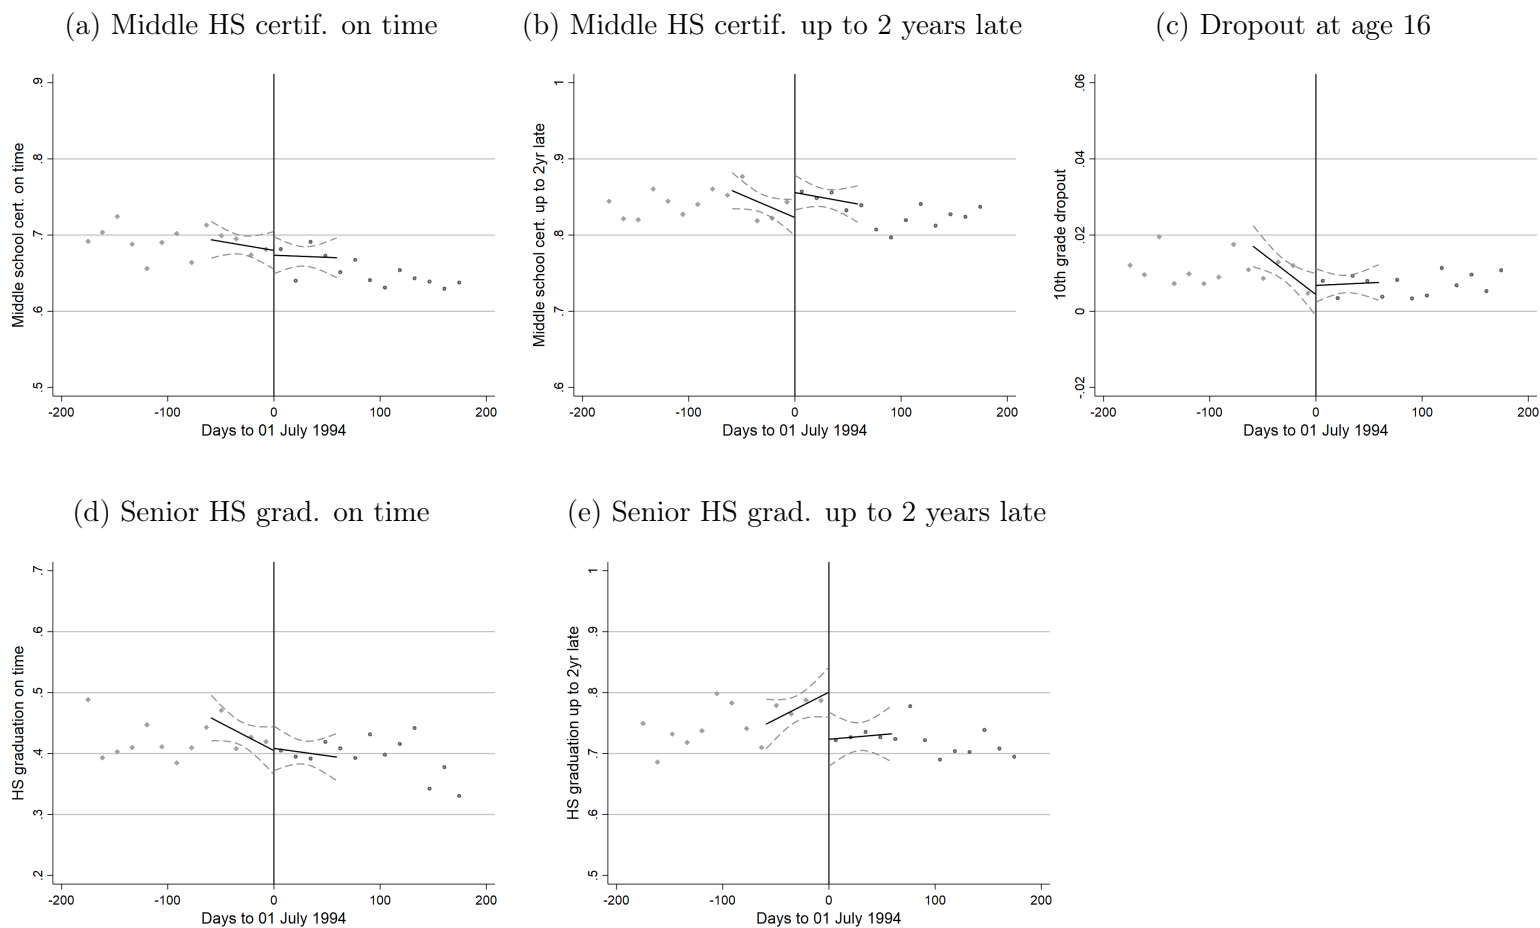 (a) Middle HS certif. on time
(b) Middle HS certif. up to 2 years late
(c) Dropout at age 16
Middle school cert. on time
.9
.8
.7
.6
.5
-200 -100 0 100 200
Days to 01 July 1994
Middle school cert. up to 2yr late
1
.9
.8
.7
.6
-200 -100 0 100 200
Days to 01 July 1994
10th grade dropout
.06
.04
.02
0
-.02
-200 -100 0 100 200
Days to 01 July 1994
(d) Senior HS grad. on time
(e) Senior HS grad. up to 2 years late
HS graduation on time
.7
.6
.5
.4
.3
.2
-200 -100 0 100 200
Days to 01 July 1994
HS graduation up to 2yr late
1
.9
.8
.7
.6
.5
-200 -100 0 100 200
Days to 01 July 1994